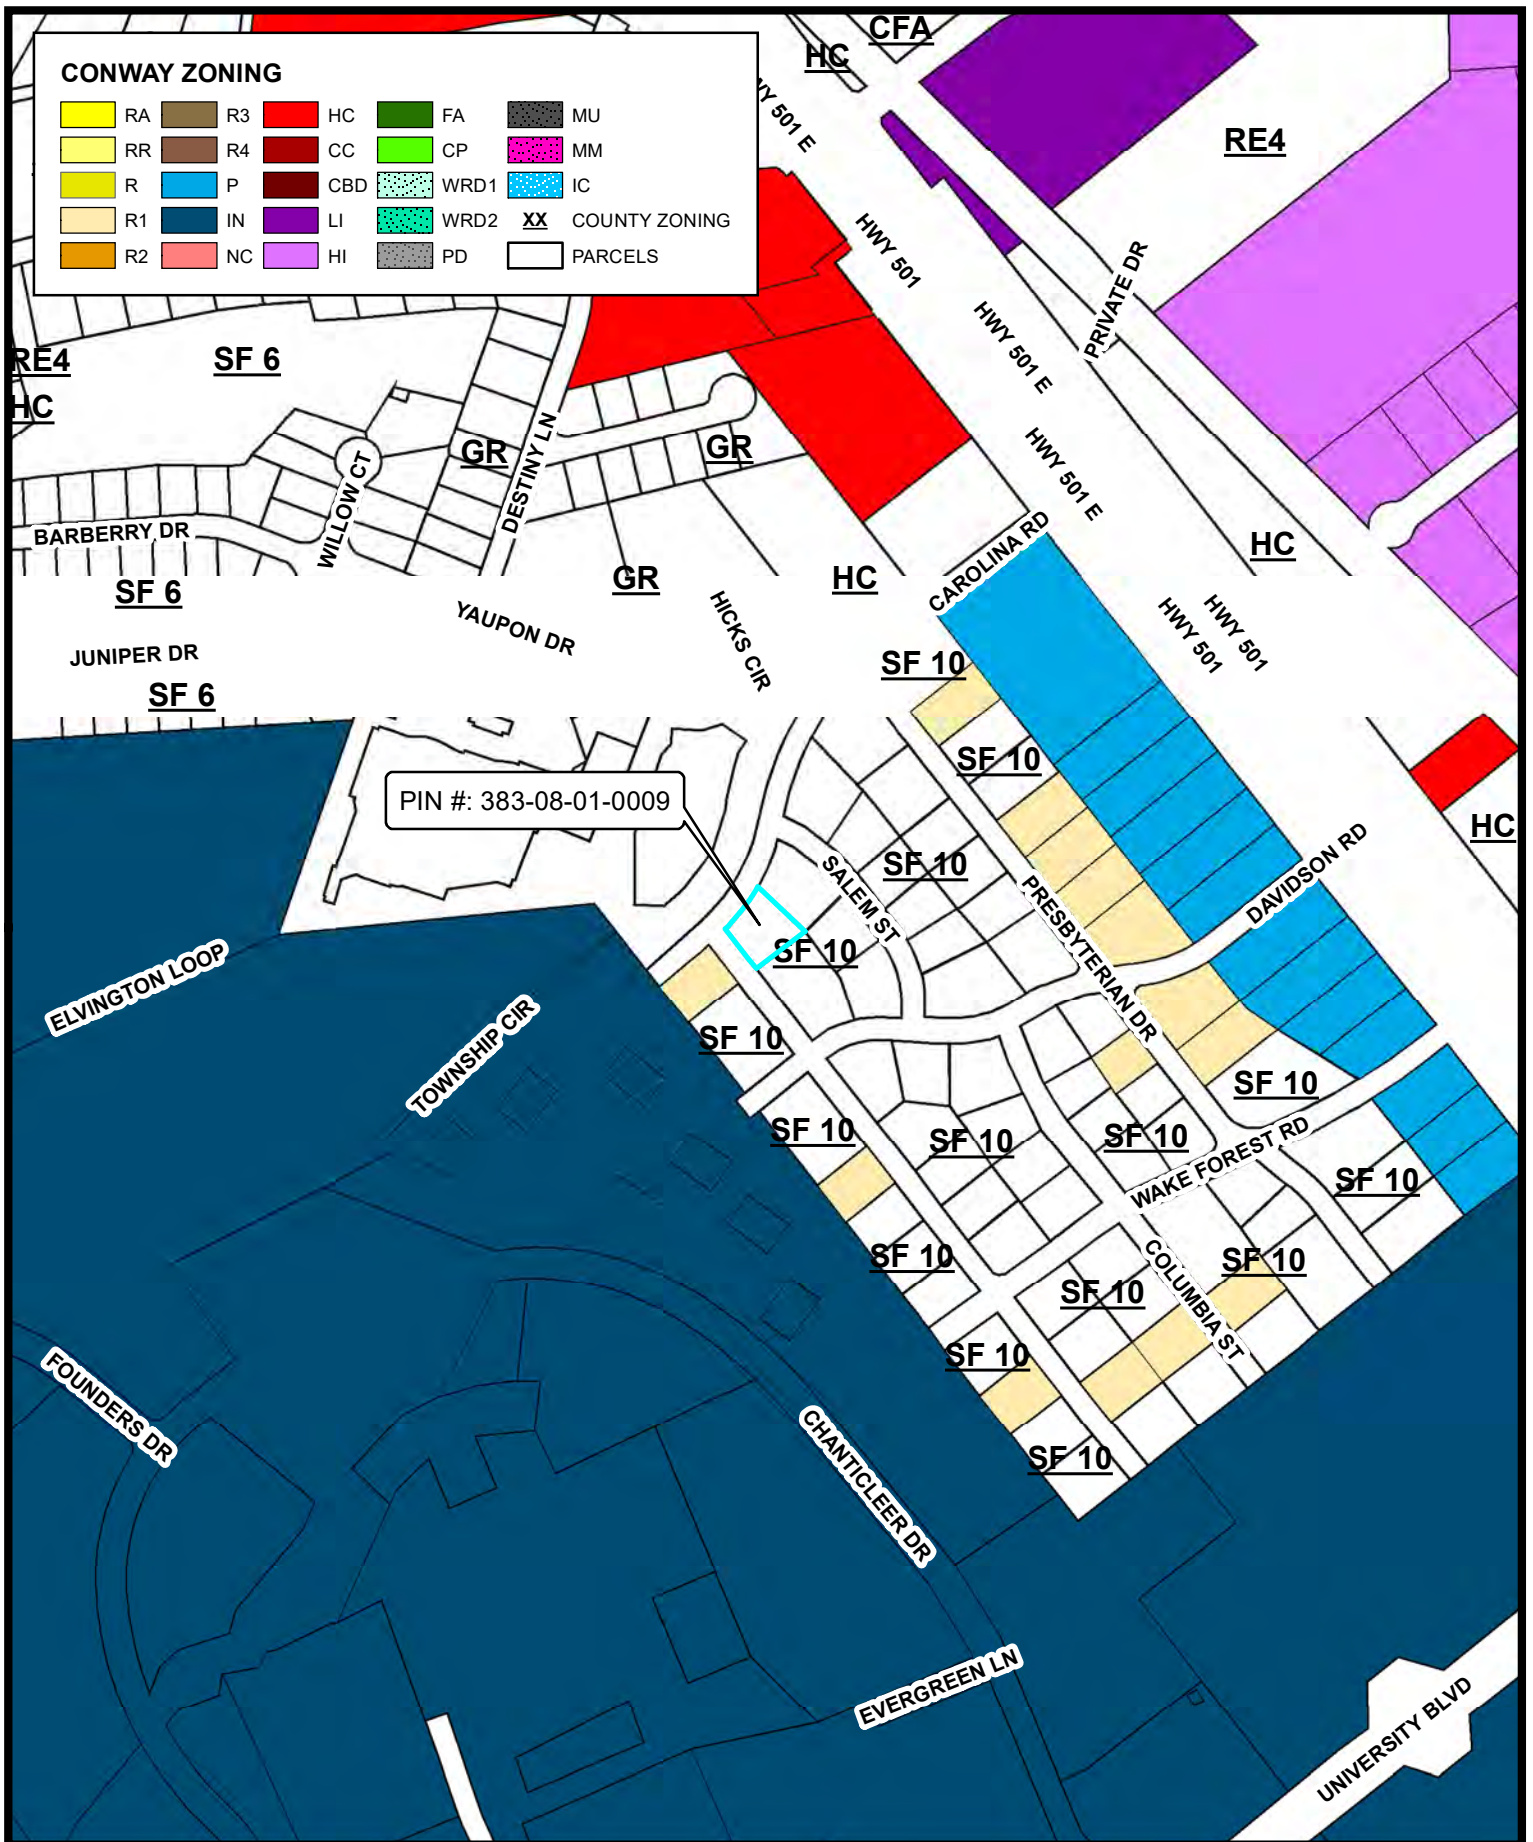 CFA
HC
CONWAY ZONING
RA
R3
HC
FA
MU
RR
R4
CC
CP
MM
R
P
CBD
WRD1
IC
R1
IN
LI
WRD2
XX
COUNTY ZONING
R2
NC
HI
PD
PARCELS
501 E
RE4
HWY 501
PRIVATE DR
HWY 501 E
RE4
SF 6
HC
GR
GR
DESTINY LN
WILLOW CT
HWY 501 E
BARBERRY DR
HC
CAROLINA RD
SF 6
GR
HC
YAUPON DR
HICKS CIR
HWY 501
HWY 501
JUNIPER DR
SF 6
SF 10
SF 10
PIN #: 383-08-01-0009
HC
SF 10
SALEM ST
DAVIDSON RD
PRESBYTERIAN DR
SF 10
ELVINGTON LOOP
TOWNSHIP CIR
SF 10
SF 10
SF 10
SF 10
SF 10
WAKE FOREST RD
SF 10
SF 10
SF 10
SF 10
COLUMBIA ST
SF 10
SF 10
FOUNDERS DR
CHANTICLEER DR
SF 10
EVERGREEN LN
UNIVERSITY BLVD